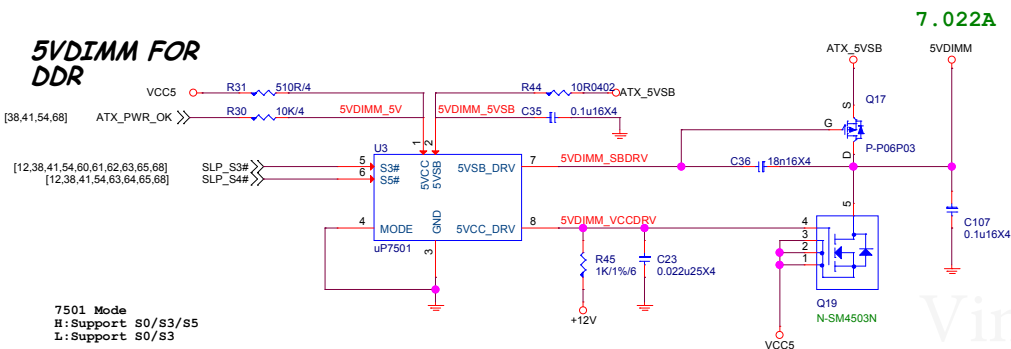 7.022A
5VDIMM FOR
DDR
ATX_5VSB
5VDIMM
VCC5
R31
510R/4
R44
10R0402
ATX_5VSB
[38,41,54,68]
ATX_PWR_OK
R30
10K/4
5VDIMM_5V
5VDIMM_5VSB
C35
0.1u16X4
S
Q17
G
P-P06P03
D
1
2
U3
[12,38,41,54,60,61,62,63,65,68]
SLP_S3#
5
S3#
5VCC
5VSB
5VSB_DRV
7
5VDIMM_SBDRV
C36
18n16X4
[12,38,41,54,63,64,65,68]
SLP_S4#
6
S5#
4
MODE
GND
5VCC_DRV
8
5VDIMM_VCCDRV
uP7501
3
5
4
3
2
1
C107
0.1u16X4
R45
1K/1%/6
C23
0.022u25X4
+12V
Q19
N-SM4503N
VCC5
7501 Mode
H:Support S0/S3/S5
L:Support S0/S3
Vir